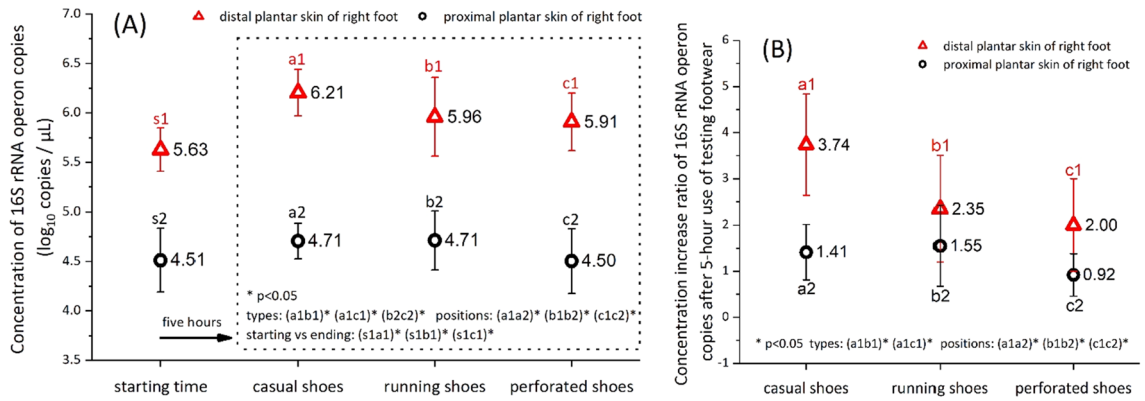 (A)
distal plantar skin of right foot
proximal plantar skin of right foot
Concentration of 16S rRNA operon copies
(log10 copies / μL)
7.0
6.5
6.0
5.5
5.0
4.5
4.0
3.5
s1
5.63
s2
4.51
a1
6.21
a2
4.71
b1
5.96
b2
4.71
c1
5.91
c2
4.50
five hours
* p<0.05
types: (a1b1)* (a1c1)* (b2c2)* positions: (a1a2)* (b1b2)* (c1c2)*
starting vs ending: (s1a1)* (s1b1)* (s1c1)*
starting time
casual shoes
running shoes
perforated shoes
(B)
distal plantar skin of right foot
proximal plantar skin of right foot
Concentration increase ratio of 16S rRNA operon
copies after 5-hour use of testing footwear
6
5
4
3
2
1
0
-1
a1
3.74
1.41
a2
b1
2.35
1.55
b2
c1
2.00
0.92
c2
* p<0.05 types: (a1b1)* (a1c1)* positions: (a1a2)* (b1b2)* (c1c2)*
casual shoes
running shoes
perforated shoes